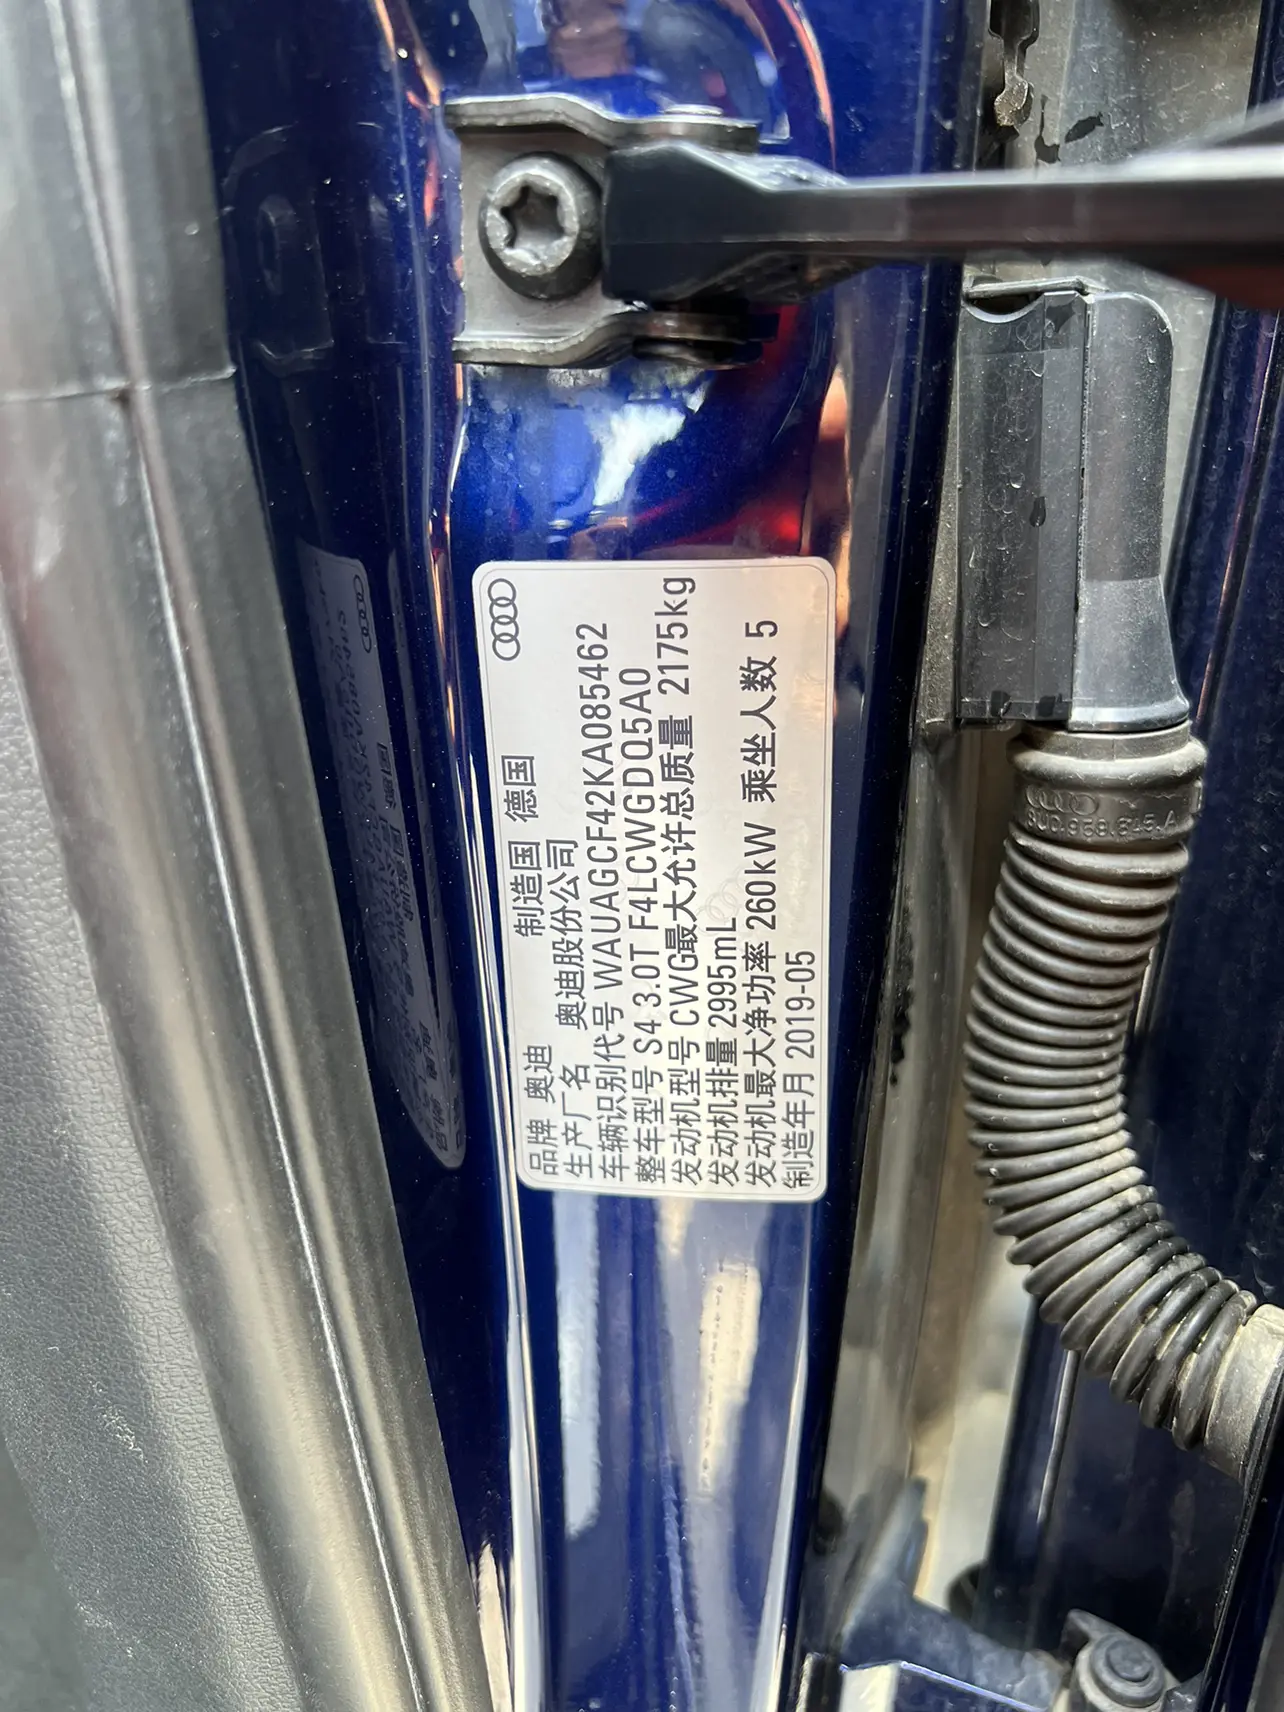 制造国 德国
品牌 奥迪
生产厂名 奥迪股份公司
车辆识别代号 WAUAGCF42KA085462
整车型号 S4 3.0T F4LCWGDQ5A0
发动机型号 CWG最大允许总质量 2175kg
发动机排量 2995mL
发动机最大净功率 260kW 乘坐人数 5
制造年月 2019-05